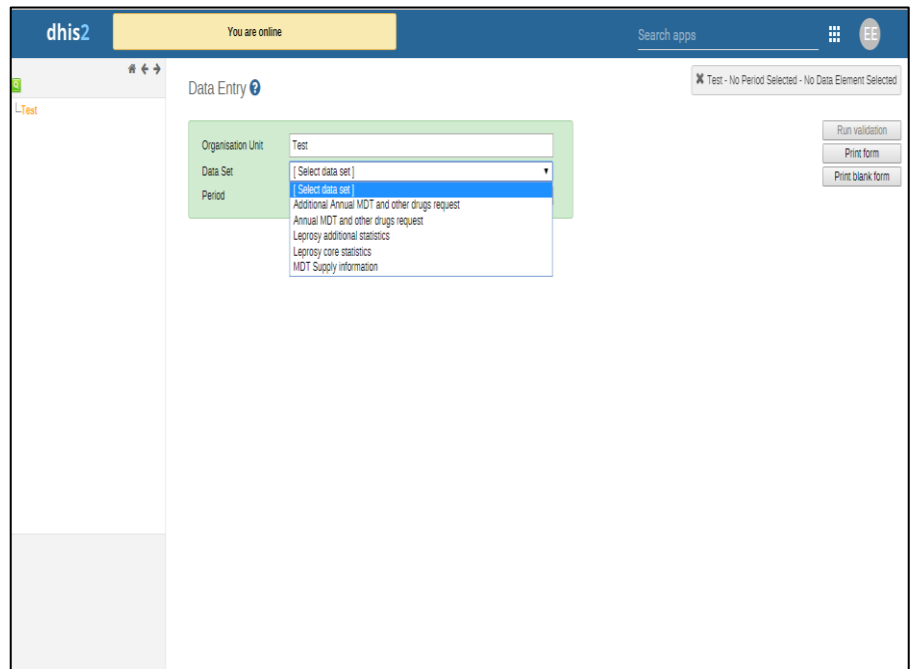 dhis2
You are online
Search apps
EE
Test
Data Entry ?
Test - No Period Selected - No Data Element Selected
Run validation
Print form
Print blank form
Organisation Unit
Test
Data Set
[ Select data set ]
Period
[ Select data set ]
Additional Annual MDT and other drugs request
Annual MDT and other drugs request
Leprosy additional statistics
Leprosy core statistics
MDT Supply information